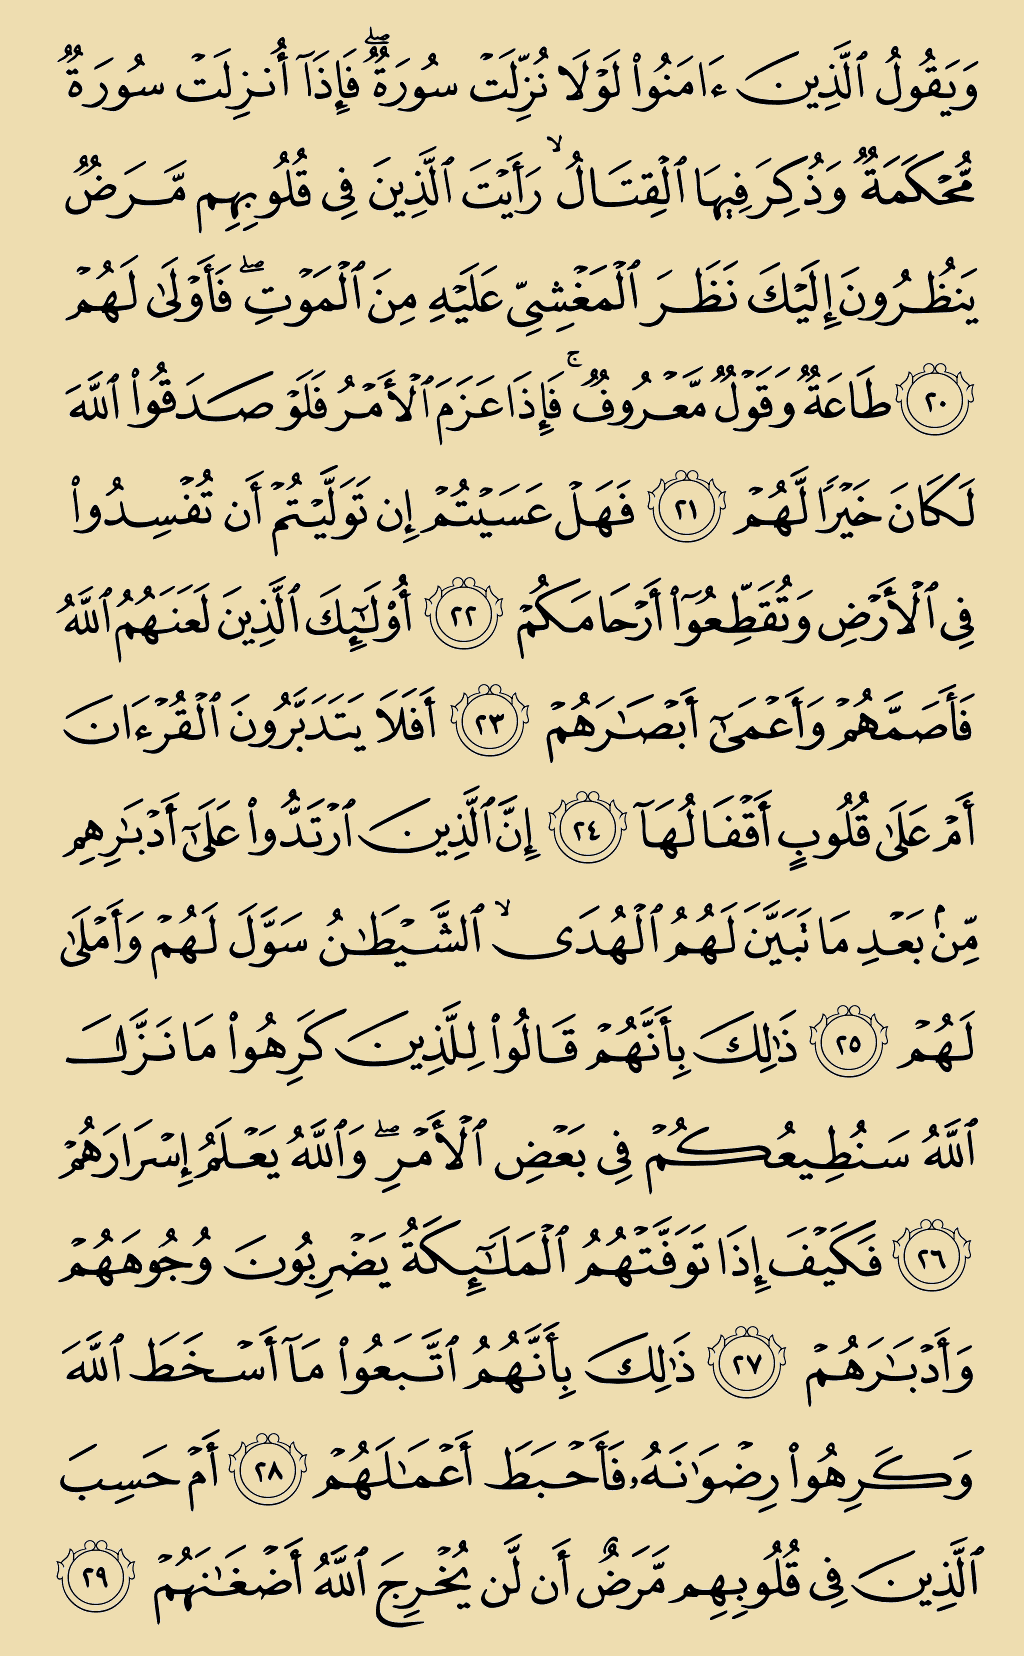 وَيَقُولُ ٱلَّذِينَ ءَامَنُوا۟ لَوْلَا نُزِّلَتْ سُورَةٌ ۖ فَإِذَآ أُنزِلَتْ سُورَةٌ
مُّحْكَمَةٌ وَذُكِرَ فِيهَا ٱلْقِتَالُ ۙ رَأَيْتَ ٱلَّذِينَ فِى قُلُوبِهِم مَّرَضٌ
يَنظُرُونَ إِلَيْكَ نَظَرَ ٱلْمَغْشِىِّ عَلَيْهِ مِنَ ٱلْمَوْتِ ۖ فَأَوْلَىٰ لَهُمْ
٢٠ طَاعَةٌ وَقَوْلٌ مَّعْرُوفٌ ۚ فَإِذَا عَزَمَ ٱلْأَمْرُ فَلَوْ صَدَقُوا۟ ٱللَّهَ
لَكَانَ خَيْرًا لَّهُمْ ٢١ فَهَلْ عَسَيْتُمْ إِن تَوَلَّيْتُمْ أَن تُفْسِدُوا۟
فِى ٱلْأَرْضِ وَتُقَطِّعُوٓا۟ أَرْحَامَكُمْ ٢٢ أُو۟لَـٰٓئِكَ ٱلَّذِينَ لَعَنَهُمُ ٱللَّهُ
فَأَصَمَّهُمْ وَأَعْمَىٰٓ أَبْصَـٰرَهُمْ ٢٣ أَفَلَا يَتَدَبَّرُونَ ٱلْقُرْءَانَ
أَمْ عَلَىٰ قُلُوبٍ أَقْفَالُهَآ ٢٤ إِنَّ ٱلَّذِينَ ٱرْتَدُّوا۟ عَلَىٰٓ أَدْبَـٰرِهِم
مِّنۢ بَعْدِ مَا تَبَيَّنَ لَهُمُ ٱلْهُدَى ۙ ٱلشَّيْطَـٰنُ سَوَّلَ لَهُمْ وَأَمْلَىٰ
لَهُمْ ٢٥ ذَٰلِكَ بِأَنَّهُمْ قَالُوا۟ لِلَّذِينَ كَرِهُوا۟ مَا نَزَّلَ
ٱللَّهُ سَنُطِيعُكُمْ فِى بَعْضِ ٱلْأَمْرِ ۖ وَٱللَّهُ يَعْلَمُ إِسْرَارَهُمْ
٢٦ فَكَيْفَ إِذَا تَوَفَّتْهُمُ ٱلْمَلَـٰٓئِكَةُ يَضْرِبُونَ وُجُوهَهُمْ
وَأَدْبَـٰرَهُمْ ٢٧ ذَٰلِكَ بِأَنَّهُمُ ٱتَّبَعُوا۟ مَآ أَسْخَطَ ٱللَّهَ
وَكَرِهُوا۟ رِضْوَٰنَهُۥ فَأَحْبَطَ أَعْمَـٰلَهُمْ ٢٨ أَمْ حَسِبَ
ٱلَّذِينَ فِى قُلُوبِهِم مَّرَضٌ أَن لَّن يُخْرِجَ ٱللَّهُ أَضْغَـٰنَهُمْ ٢٩